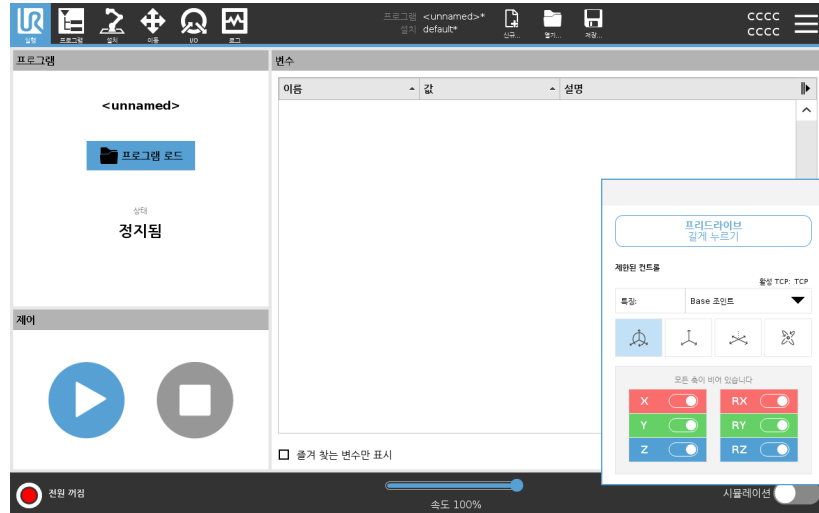 UR
실행
프로그램
설치
이동
I/O
로그
프로그램 <unnamed>*
설치 default*
신규...
열기...
저장...
CCCC
CCCC
프로그램
<unnamed>
프로그램 로드
상태
정지됨
제어
변수
이름
값
설명
즐겨 찾는 변수만 표시
프리드라이브
길게 누르기
제한된 컨트롤
활성 TCP: TCP
특징:
Base 조인트
모든 축이 비어 있습니다
X
RX
Y
RY
Z
RZ
전원 꺼짐
속도 100%
시뮬레이션